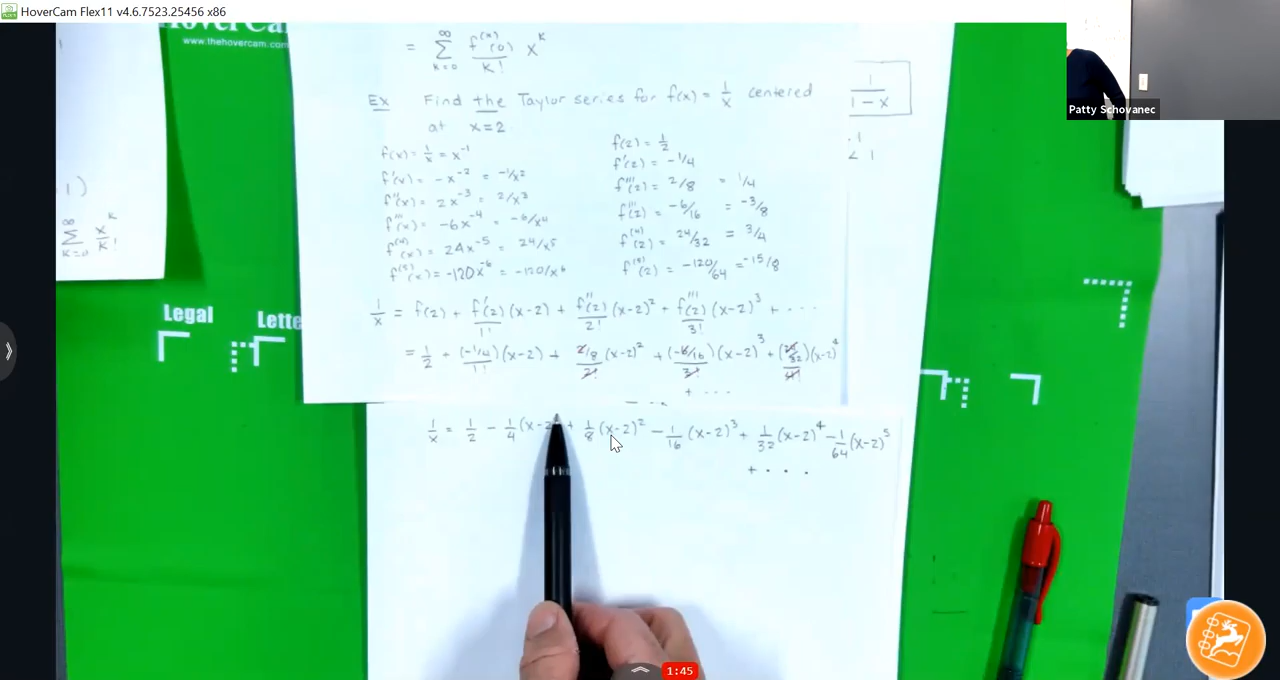 HoverCam Flex11 v4.6.7523.25456 x86
www.thehovercam.com
= ∞ Σ k=0 f^(k)(0)/k! x^k
Ex Find the Taylor series for f(x) = 1/x centered
at x=2
f(x) = 1/x = x^-1
f'(x) = -x^-2 = -1/x^2
f''(x) = 2x^-3 = 2/x^3
f'''(x) = -6x^-4 = -6/x^4
f^(4)(x) = 24x^-5 = 24/x^5
f^(5)(x) = -120x^-6 = -120/x^6
f(2) = 1/2
f'(2) = -1/4
f''(2) = 2/8 = 1/4
f'''(2) = -6/16 = -3/8
f^(4)(2) = 24/32 = 3/4
f^(5)(2) = -120/64 = -15/8
1/x = f(2) + f'(2)/1! (x-2) + f''(2)/2! (x-2)^2 + f'''(2)/3! (x-2)^3 + ····
= 1/2 + (-1/4)/1! (x-2) + 2/8/2! (x-2)^2 + (-6/16)/3! (x-2)^3 + (24/32)/4! (x-2)^4
+ ···
1/x = 1/2 - 1/4 (x-2) + 1/8 (x-2)^2 - 1/16 (x-2)^3 + 1/32 (x-2)^4 - 1/64 (x-2)^5
+ · · ·
1)
∞ Σ k=0 x^k/k!
1/(1-x)
< 1
Legal
Lette
Patty Schovanec
1:45